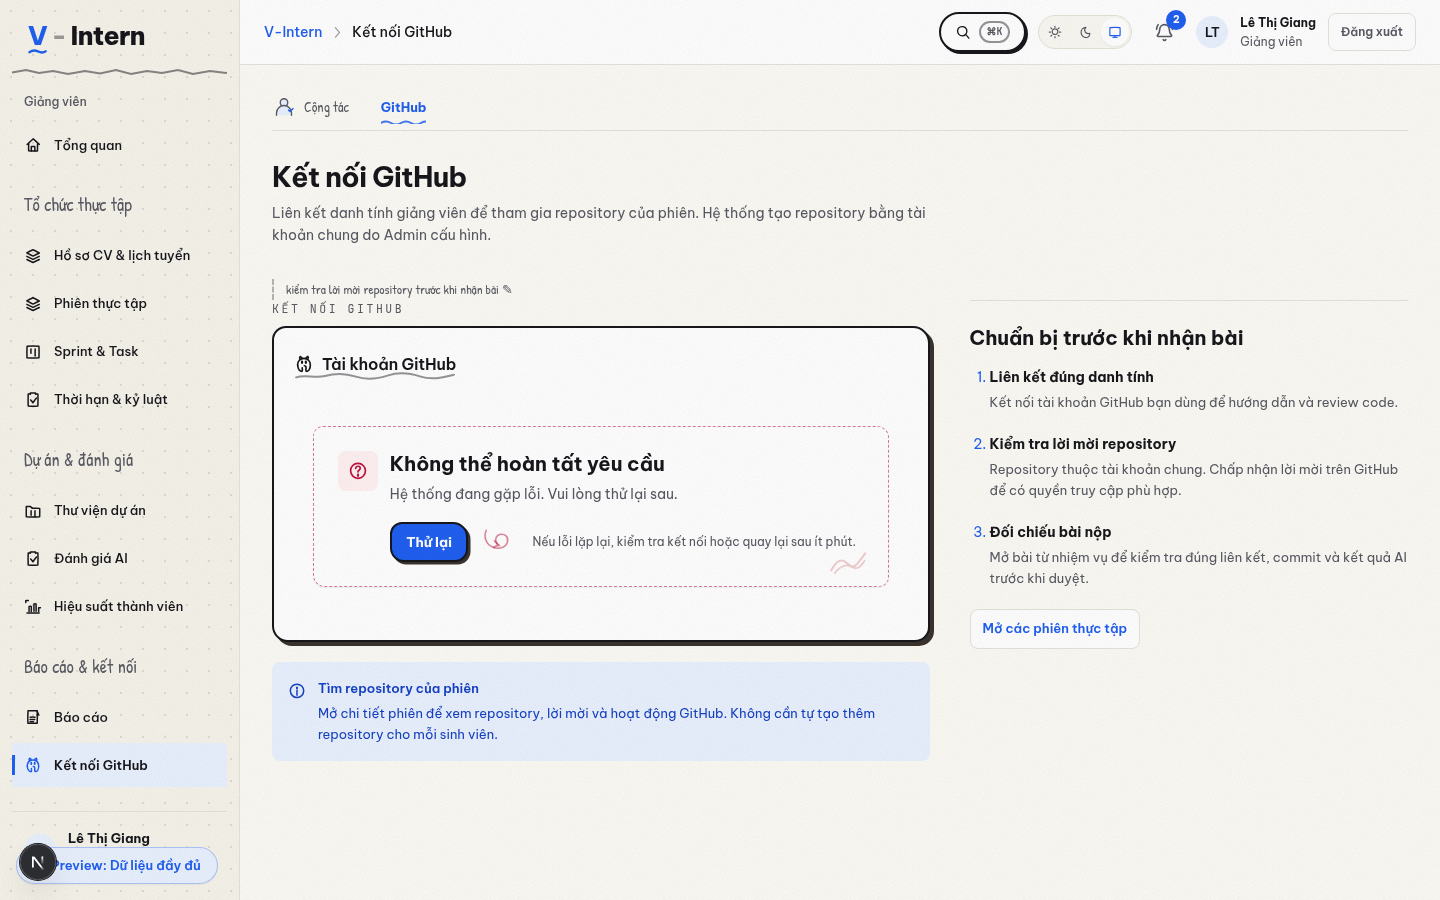 V - Intern
Giảng viên
Tổng quan
Tổ chức thực tập
Hồ sơ CV & lịch tuyển
Phiên thực tập
Sprint & Task
Thời hạn & kỷ luật
Dự án & đánh giá
Thư viện dự án
Đánh giá AI
Hiệu suất thành viên
Báo cáo & kết nối
Báo cáo
Kết nối GitHub
Lê Thị Giang
N
Preview: Dữ liệu đầy đủ
V-Intern
Kết nối GitHub
⌘K
2
LT
Lê Thị Giang
Giảng viên
Đăng xuất
Cộng tác
GitHub
Kết nối GitHub
Liên kết danh tính giảng viên để tham gia repository của phiên. Hệ thống tạo repository bằng tài
khoản chung do Admin cấu hình.
kiểm tra lời mời repository trước khi nhận bài ✎
KẾT NỐI GITHUB
Tài khoản GitHub
Không thể hoàn tất yêu cầu
Hệ thống đang gặp lỗi. Vui lòng thử lại sau.
Thử lại
Nếu lỗi lặp lại, kiểm tra kết nối hoặc quay lại sau ít phút.
Tìm repository của phiên
Mở chi tiết phiên để xem repository, lời mời và hoạt động GitHub. Không cần tự tạo thêm
repository cho mỗi sinh viên.
Chuẩn bị trước khi nhận bài
1. Liên kết đúng danh tính
Kết nối tài khoản GitHub bạn dùng để hướng dẫn và review code.
2. Kiểm tra lời mời repository
Repository thuộc tài khoản chung. Chấp nhận lời mời trên GitHub
để có quyền truy cập phù hợp.
3. Đối chiếu bài nộp
Mở bài từ nhiệm vụ để kiểm tra đúng liên kết, commit và kết quả AI
trước khi duyệt.
Mở các phiên thực tập